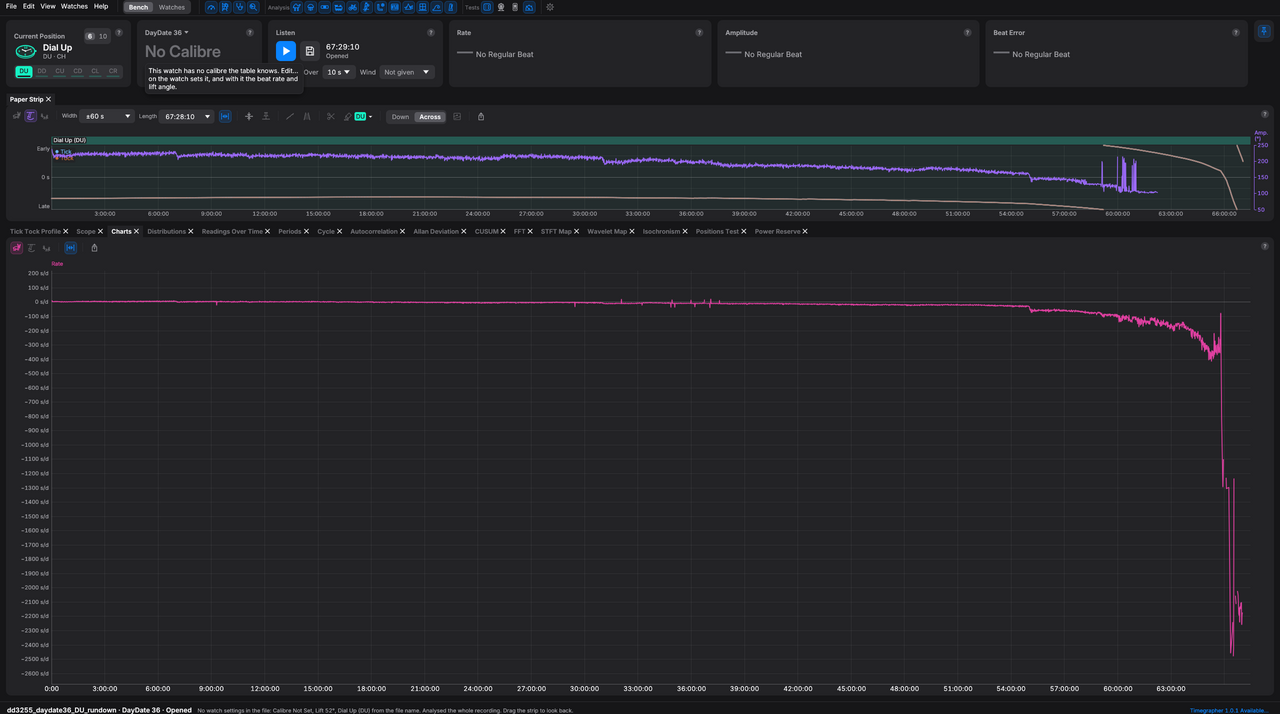 File Edit View Watches Help
Bench Watches
Analysis
Tests
Current Position
6 10
?
Dial Up
DU · CH
DU DD CU CD CL CR
DayDate 36
?
No Calibre
This watch has no calibre the table knows. Edit...
on the watch sets it, and with it the beat rate and
lift angle.
Listen
?
67:29:10
Opened
Over 10 s Wind Not given
Rate
?
No Regular Beat
Amplitude
?
No Regular Beat
Beat Error
?
No Regular Beat
Paper Strip
Width ±60 s Length 67:28:10 DU Down Across
?
Dial Up (DU)
Amp.
(°)
Early
0 s
Late
Tick
250
200
150
100
50
3:00:00 6:00:00 9:00:00 12:00:00 15:00:00 18:00:00 21:00:00 24:00:00 27:00:00 30:00:00 33:00:00 36:00:00 39:00:00 42:00:00 45:00:00 48:00:00 51:00:00 54:00:00 57:00:00 60:00:00 63:00:00 66:00:00
Tick Tock Profile Scope Charts Distributions Readings Over Time Periods Cycle Autocorrelation Allan Deviation CUSUM FFT STFT Map Wavelet Map Isochronism Positions Test Power Reserve
?
Rate
200 s/d
100 s/d
0 s/d
−100 s/d
−200 s/d
−300 s/d
−400 s/d
−500 s/d
−600 s/d
−700 s/d
−800 s/d
−900 s/d
−1000 s/d
−1100 s/d
−1200 s/d
−1300 s/d
−1400 s/d
−1500 s/d
−1600 s/d
−1700 s/d
−1800 s/d
−1900 s/d
−2000 s/d
−2100 s/d
−2200 s/d
−2300 s/d
−2400 s/d
−2500 s/d
−2600 s/d
0:00 3:00:00 6:00:00 9:00:00 12:00:00 15:00:00 18:00:00 21:00:00 24:00:00 27:00:00 30:00:00 33:00:00 36:00:00 39:00:00 42:00:00 45:00:00 48:00:00 51:00:00 54:00:00 57:00:00 60:00:00 63:00:00
dd3255_daydate36_DU_rundown · DayDate 36 · Opened
No watch settings in the file: Calibre Not Set, Lift 52°, Dial Up (DU) from the file name. Analysed the whole recording. Drag the strip to look back.
Timegrapher 1.0.1 Available...